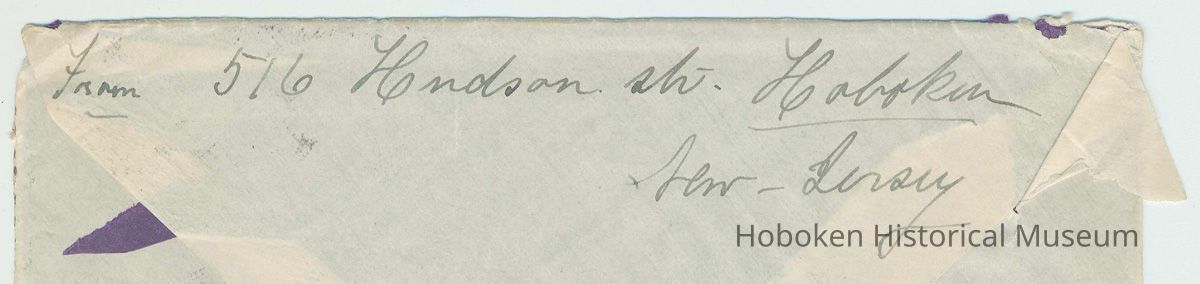 From 516 Hudson str. Hoboken
New-Jersey
Hoboken Historical Museum